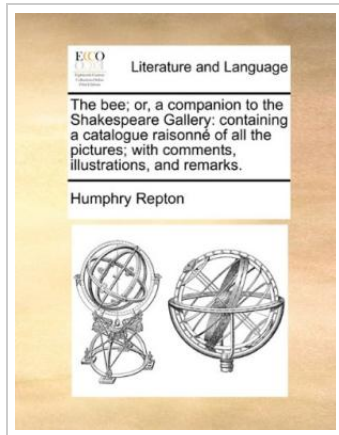 ECCO
Literature and Language
The bee; or, a companion to the
Shakespeare Gallery: containing
a catalogue raisonné of all the
pictures; with comments,
illustrations, and remarks.
Humphry Repton